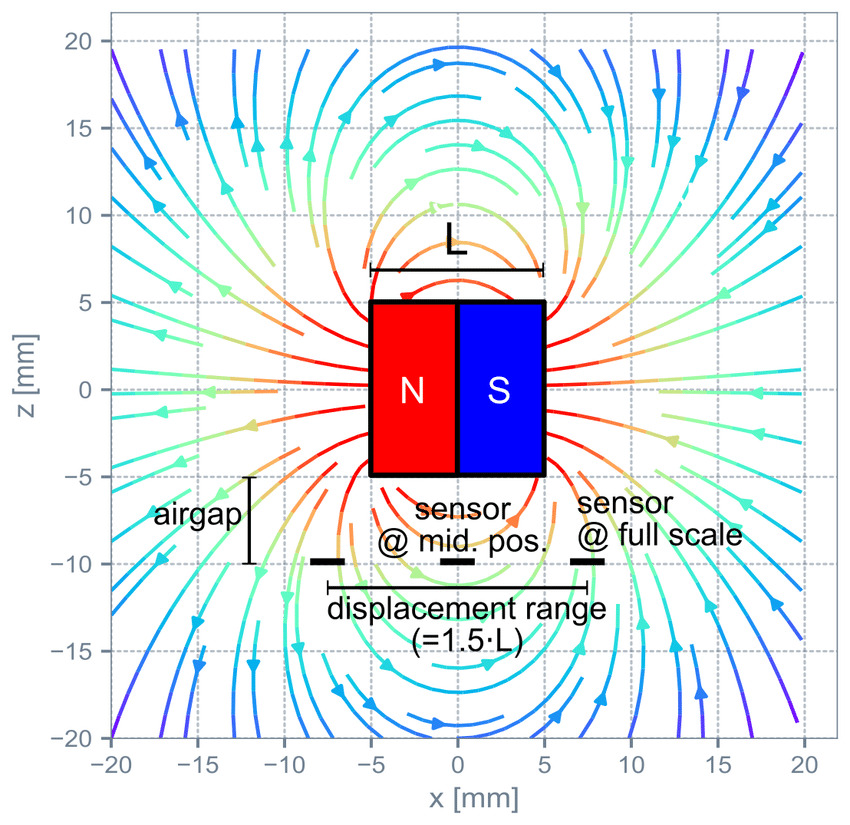 20
15
10
5
0
−5
−10
−15
−20
z [mm]
L
N
S
airgap
sensor
@ mid. pos.
sensor
@ full scale
displacement range
(=1.5·L)
−20
−15
−10
−5
0
5
10
15
20
x [mm]